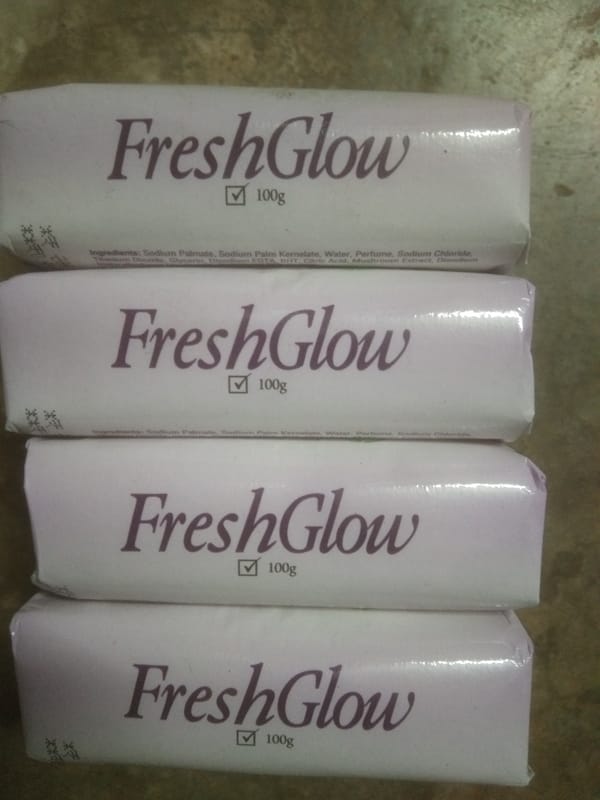 FreshGlow
100g
Ingredients: Sodium Palmate, Sodium Palm Kernelate, Water, Perfume, Sodium Chloride,
Titanium Dioxide, Glycerin, Disodium EDTA, BHT, Citric Acid, Mushroom Extract, Disodium
FreshGlow
100g
Ingredients: Sodium Palmate, Sodium Palm Kernelate, Water, Perfume, Sodium Chloride,
FreshGlow
100g
FreshGlow
100g